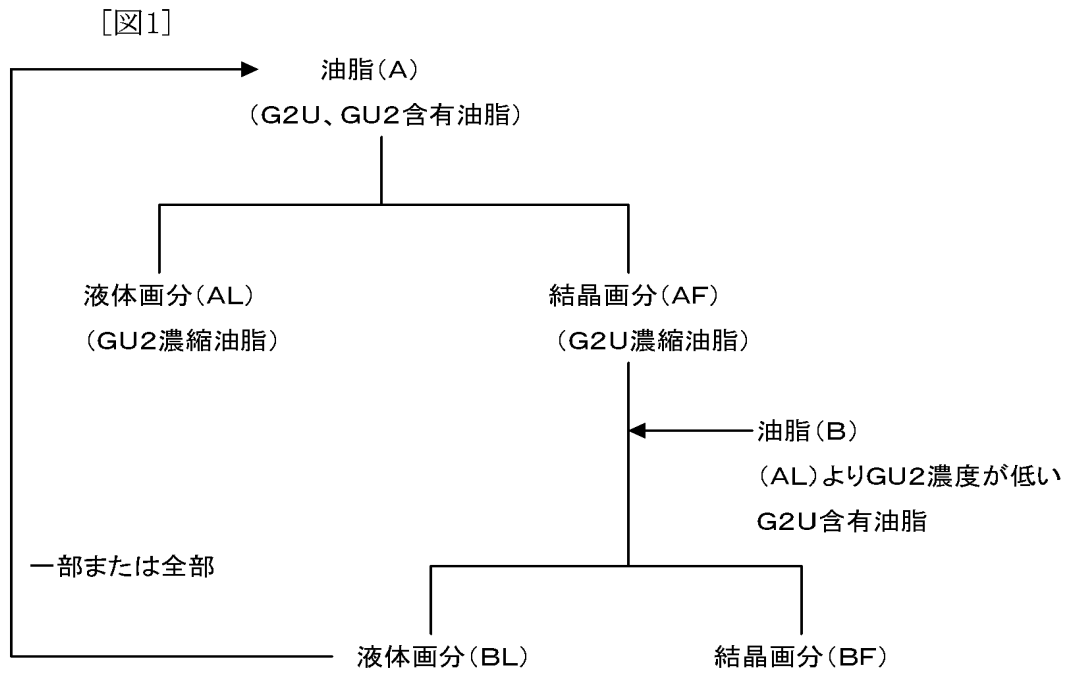 [図1]
油脂(A)
(G2U、GU2含有油脂)
液体画分(AL)
(GU2濃縮油脂)
結晶画分(AF)
(G2U濃縮油脂)
油脂(B)
(AL)よりGU2濃度が低い
G2U含有油脂
一部または全部
液体画分(BL)
結晶画分(BF)